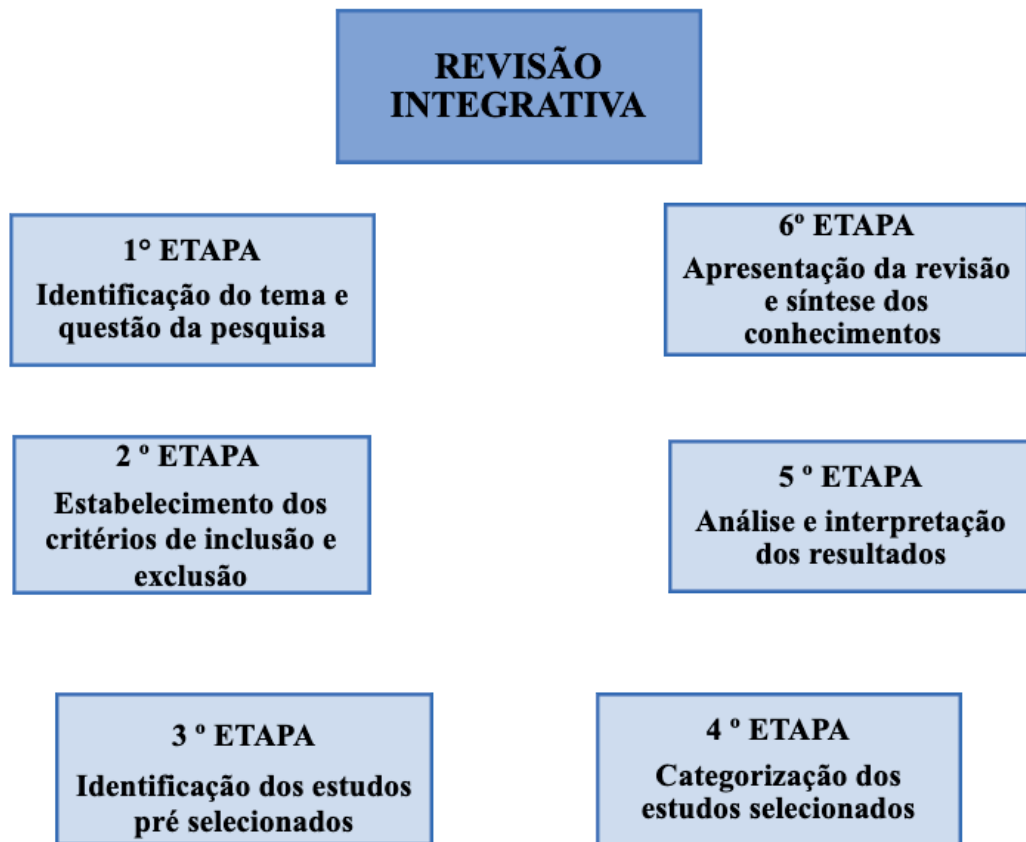 REVISÃO
INTEGRATIVA
1° ETAPA
Identificação do tema e
questão da pesquisa
2 º ETAPA
Estabelecimento dos
critérios de inclusão e
exclusão
3 º ETAPA
Identificação dos estudos
pré selecionados
4 º ETAPA
Categorização dos
estudos selecionados
5 º ETAPA
Análise e interpretação
dos resultados
6º ETAPA
Apresentação da revisão
e síntese dos
conhecimentos